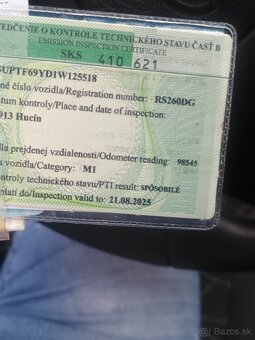 VEDČENIE O KONTROLE TECHNICKÉHO STAVU ČASŤ B
EMISSION INSPECTION CERTIFICATE
SKS 410 621
UPTF69YD1W125518
né číslo vozidla/Registration number: RS260DG
tum kontroly/Place and date of inspection:
913 Hucín
dla prejdenej vzdialenosti/Odometer reading: 98545
vozidla/Category: M1
ntroly technického stavu/PTI result: SPÔSOBILÉ
platí do/Inspection valid to: 21.08.2025
© Bazos.sk